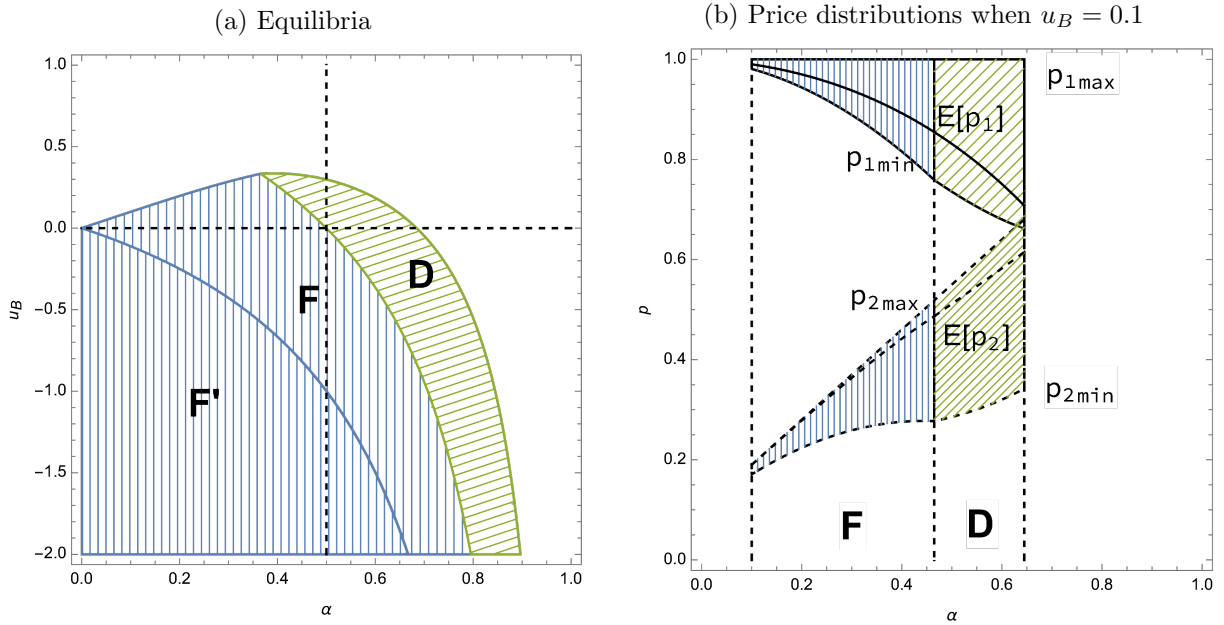 (a) Equilibria
1.0
0.5
0.0
−0.5
−1.0
−1.5
−2.0
u_B
0.0
0.2
0.4
0.6
0.8
1.0
α
F'
F
D
(b) Price distributions when u_B = 0.1
1.0
0.8
0.6
0.4
0.2
0.0
p
0.0
0.2
0.4
0.6
0.8
1.0
α
p_1max
E[p_1]
p_1min
p_2max
E[p_2]
p_2min
F
D